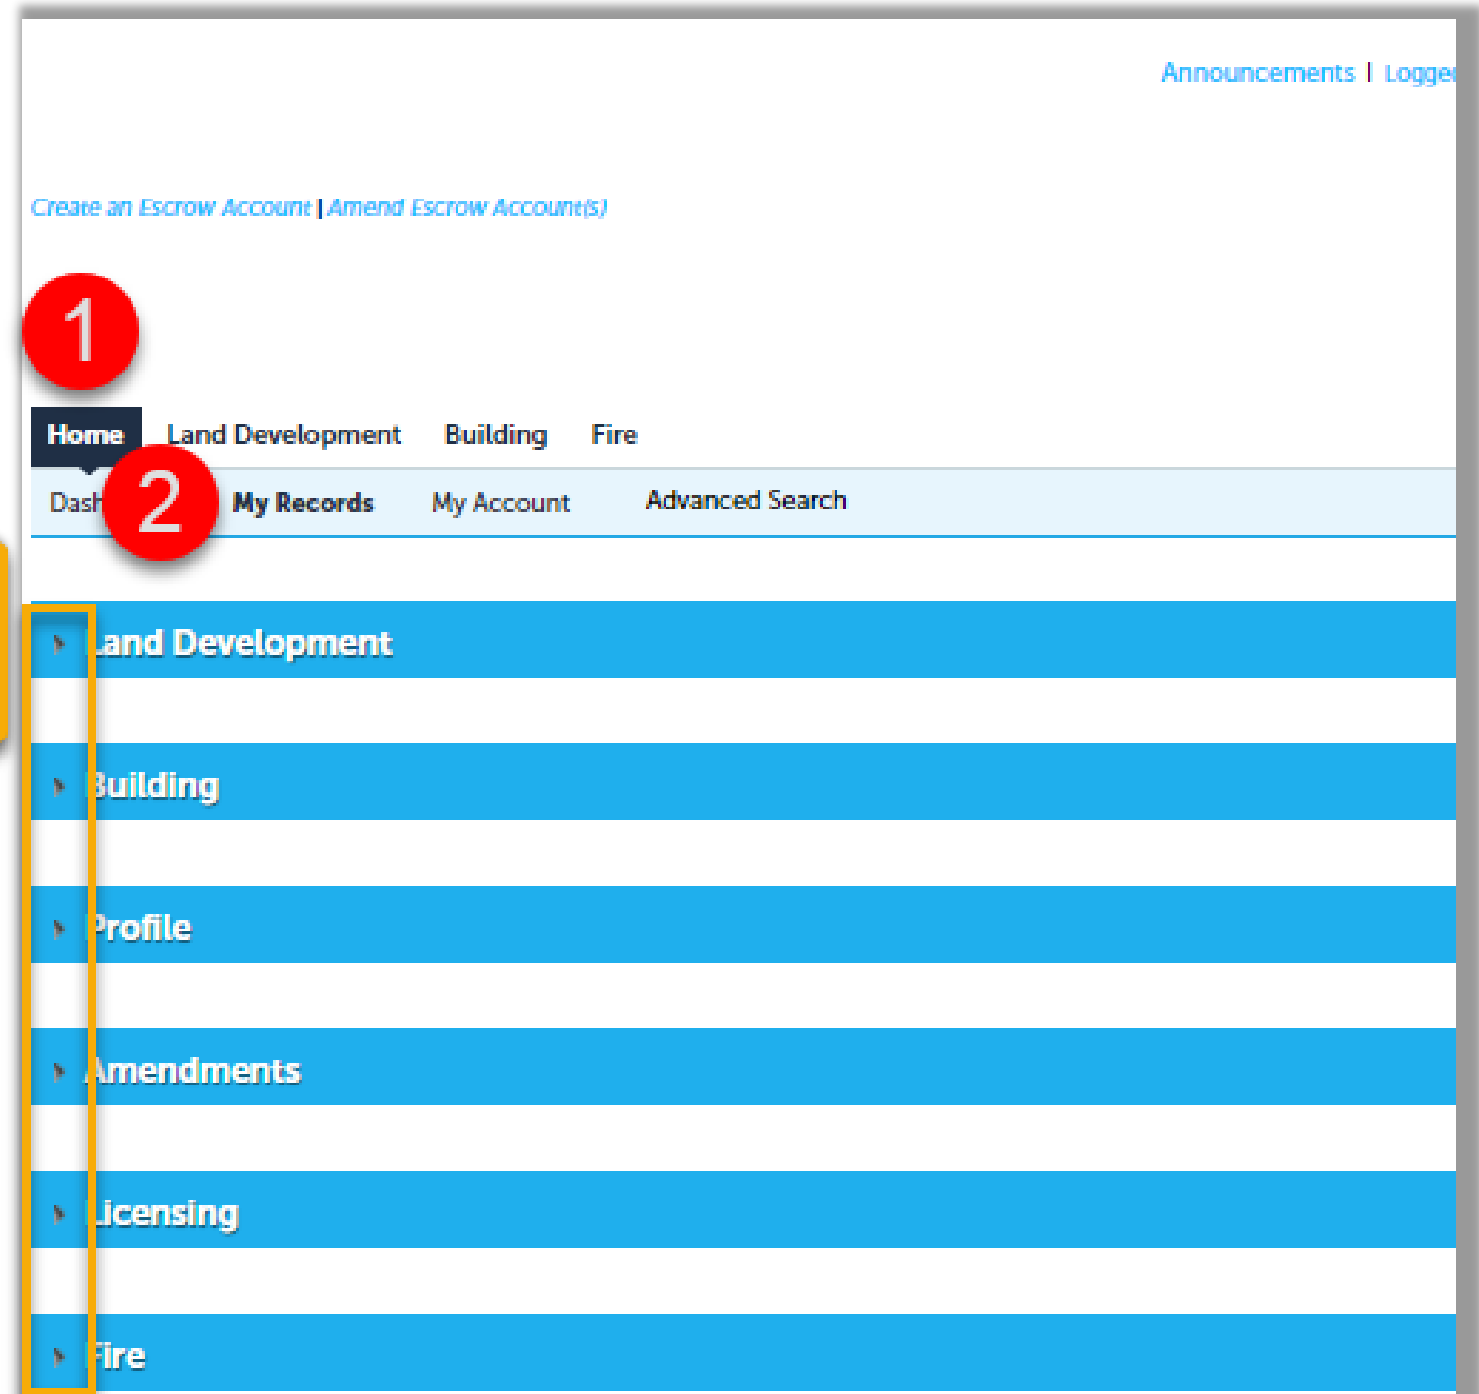 Announcements | Logge
Create an Escrow Account | Amend Escrow Account(s)
1
Home Land Development Building Fire
2 My Records My Account Advanced Search
Land Development
Building
Profile
Amendments
Licensing
Fire